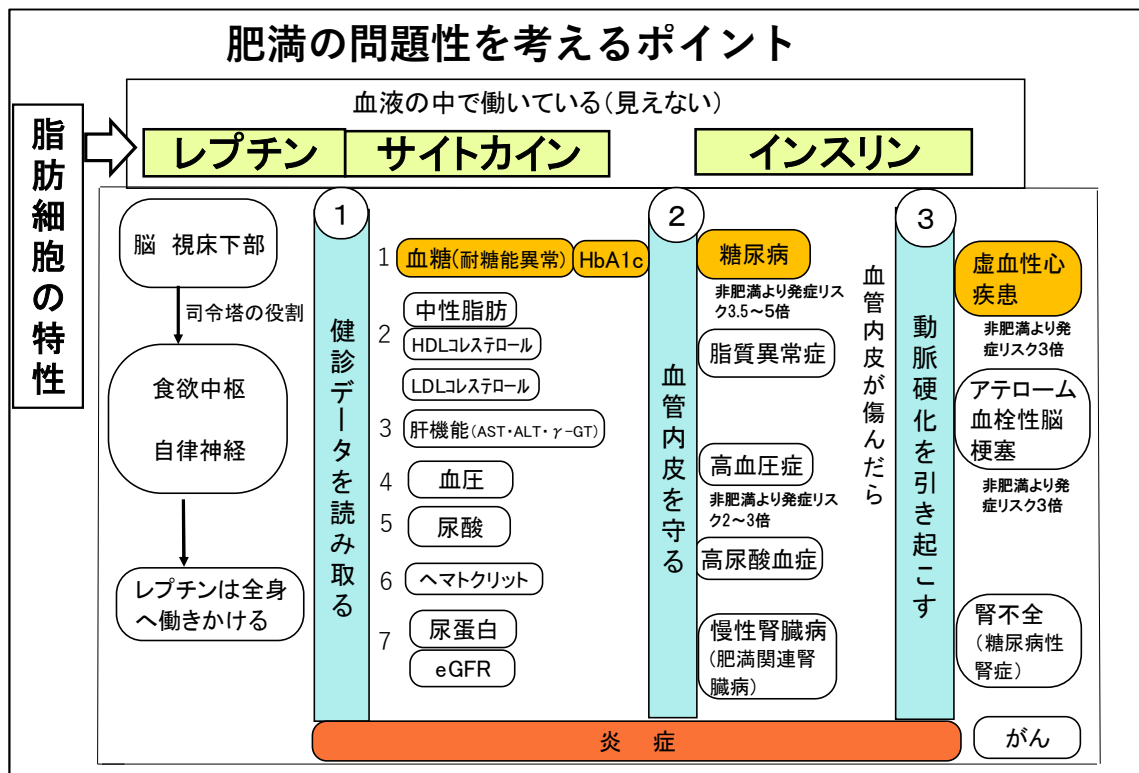 肥満の問題性を考えるポイント
脂肪細胞の特性
血液の中で働いている(見えない)
レプチン
サイトカイン
インスリン
脳 視床下部
司令塔の役割
食欲中枢
自律神経
レプチンは全身
へ働きかける
1
健診データを読み取る
1 血糖(耐糖能異常) HbA1c
2 中性脂肪
HDLコレステロール
LDLコレステロール
3 肝機能(AST・ALT・γ-GT)
4 血圧
5 尿酸
6 ヘマトクリット
7 尿蛋白
eGFR
2
血管内皮を守る
糖尿病
非肥満より発症リス
ク3.5~5倍
脂質異常症
高血圧症
非肥満より発症リス
ク2~3倍
高尿酸血症
慢性腎臓病
(肥満関連腎
臓病)
血管内皮が傷んだら
3
動脈硬化を引き起こす
虚血性心
疾患
非肥満より発
症リスク3倍
アテローム
血栓性脳
梗塞
非肥満より発
症リスク3倍
腎不全
(糖尿病性
腎症)
がん
炎 症